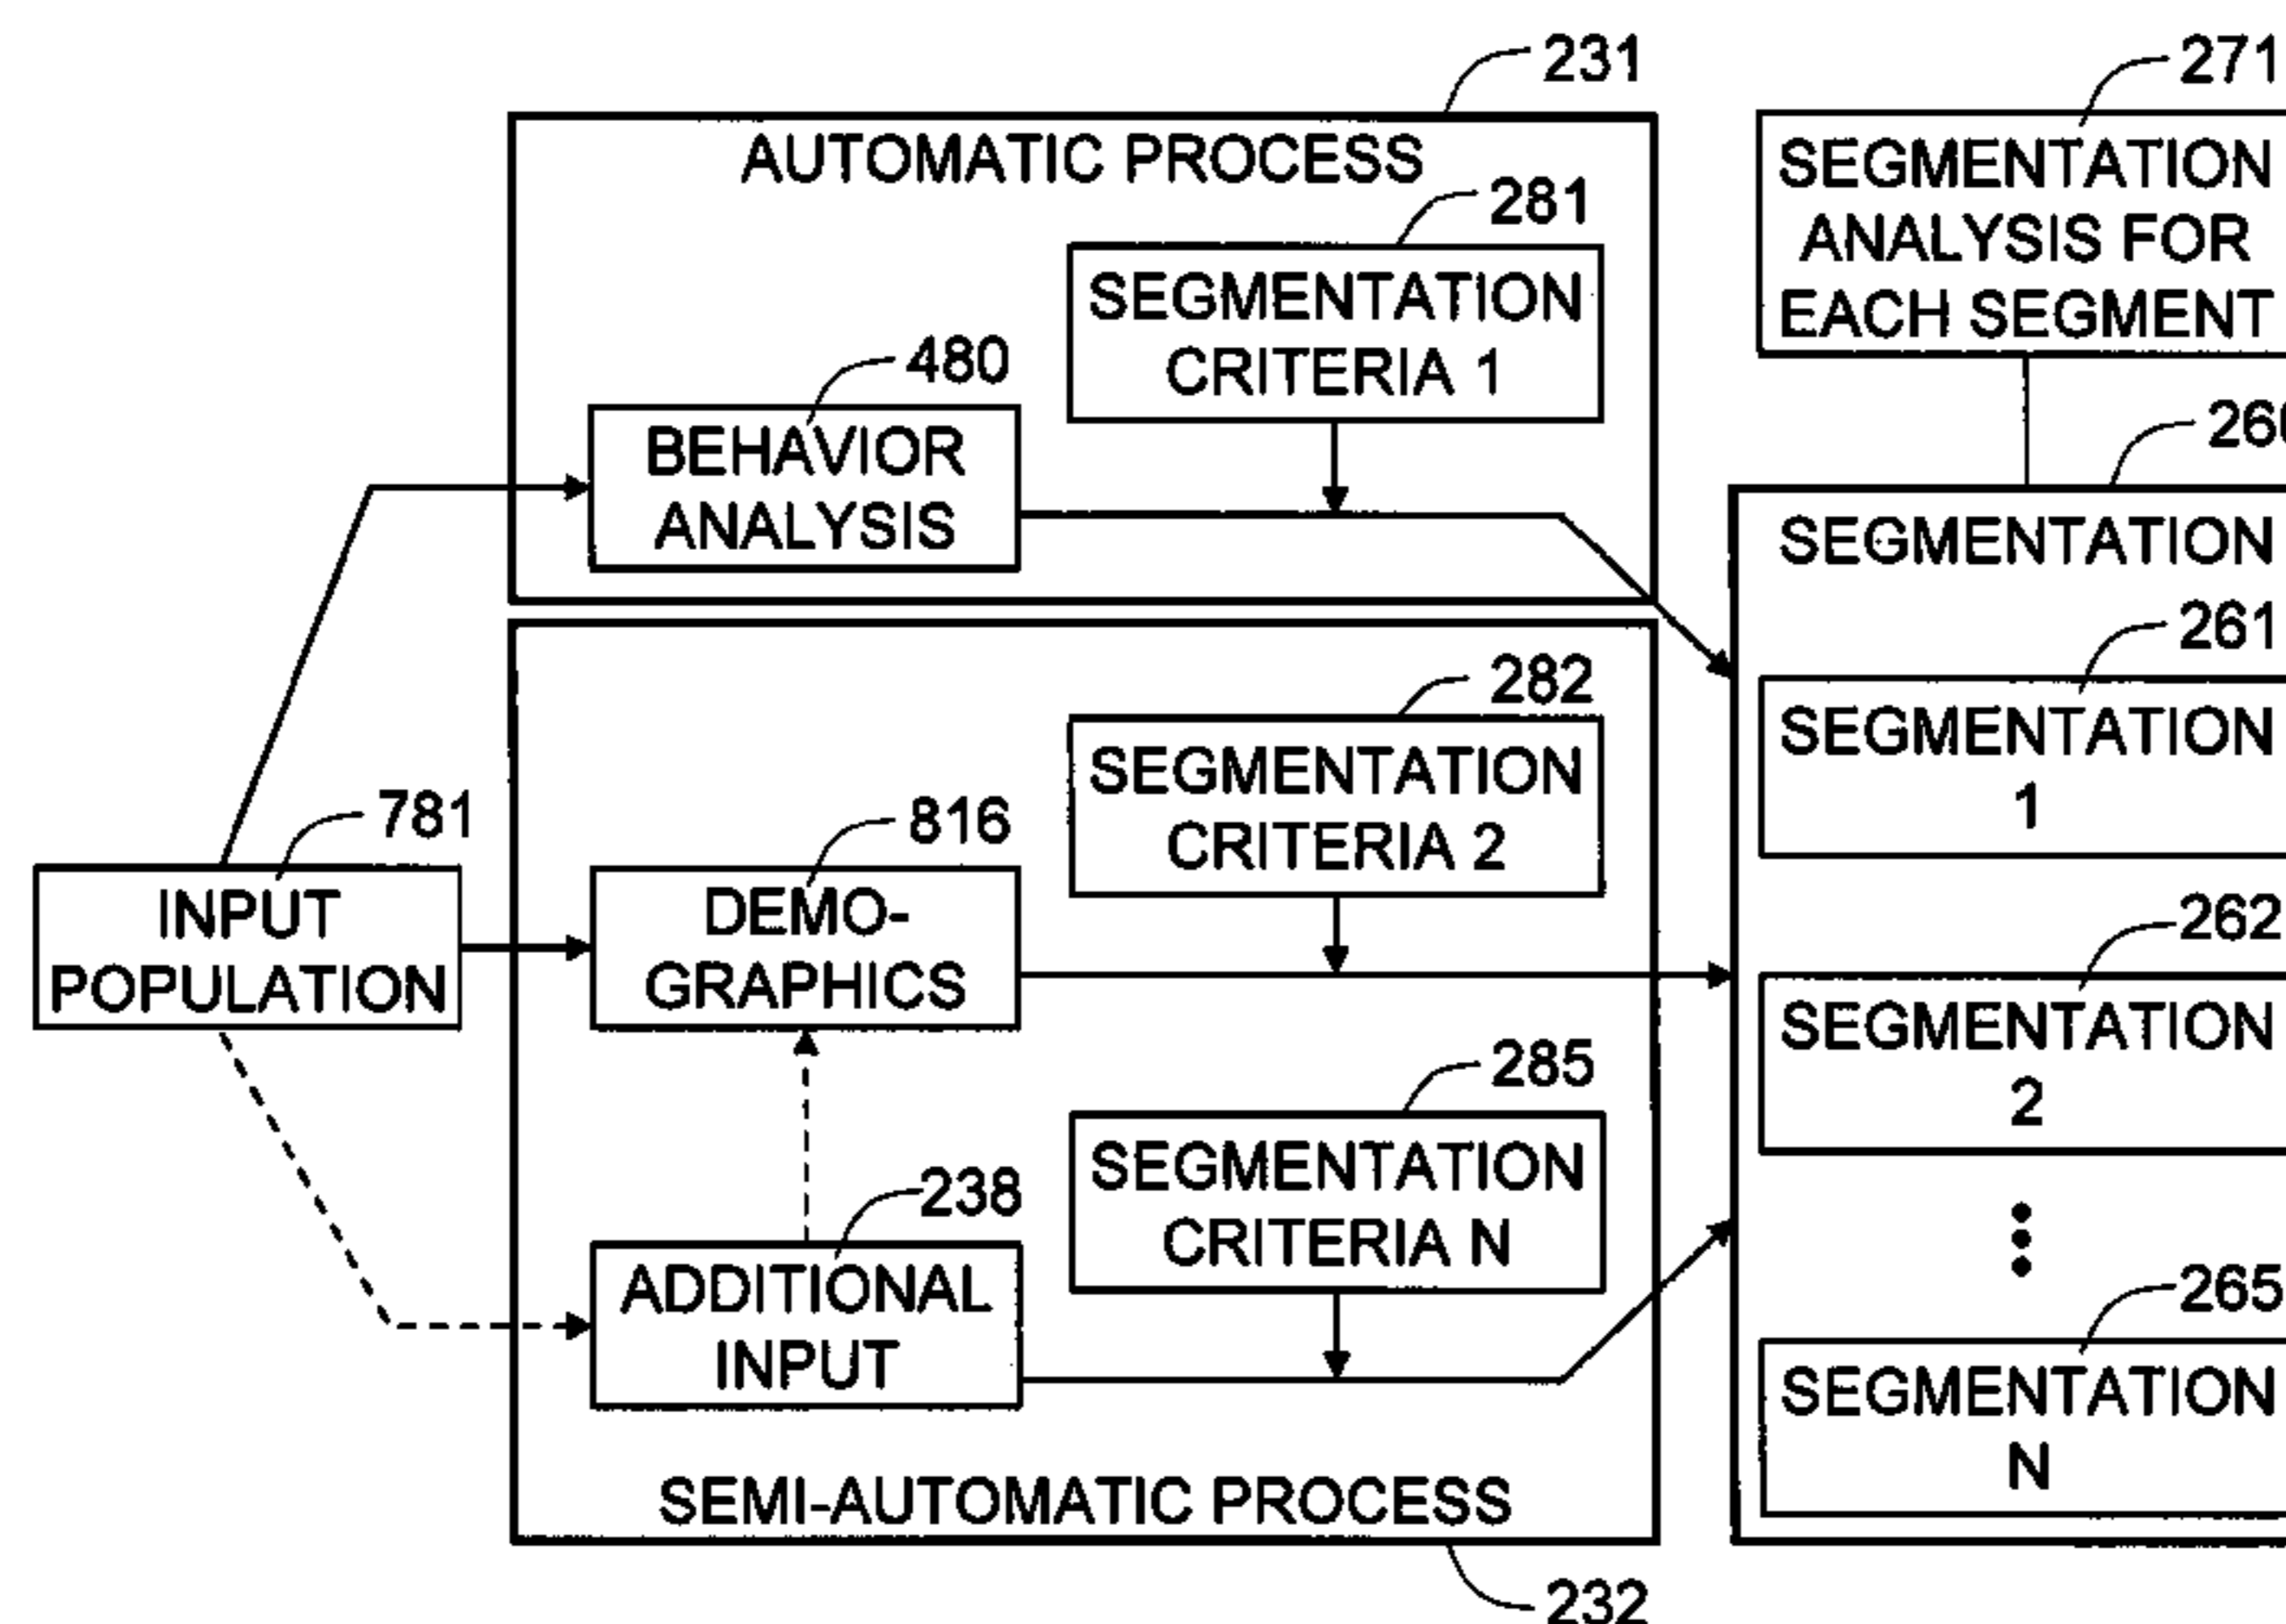 231
AUTOMATIC PROCESS
281
SEGMENTATION
CRITERIA 1
480
BEHAVIOR
ANALYSIS
271
SEGMENTATION
ANALYSIS FOR
EACH SEGMENT
SEGMENTATION
261
SEGMENTATION
1
262
SEGMENTATION
2
265
SEGMENTATION
N
781
INPUT
POPULATION
282
SEGMENTATION
CRITERIA 2
816
DEMO-
GRAPHICS
285
SEGMENTATION
CRITERIA N
238
ADDITIONAL
INPUT
SEMI-AUTOMATIC PROCESS
232